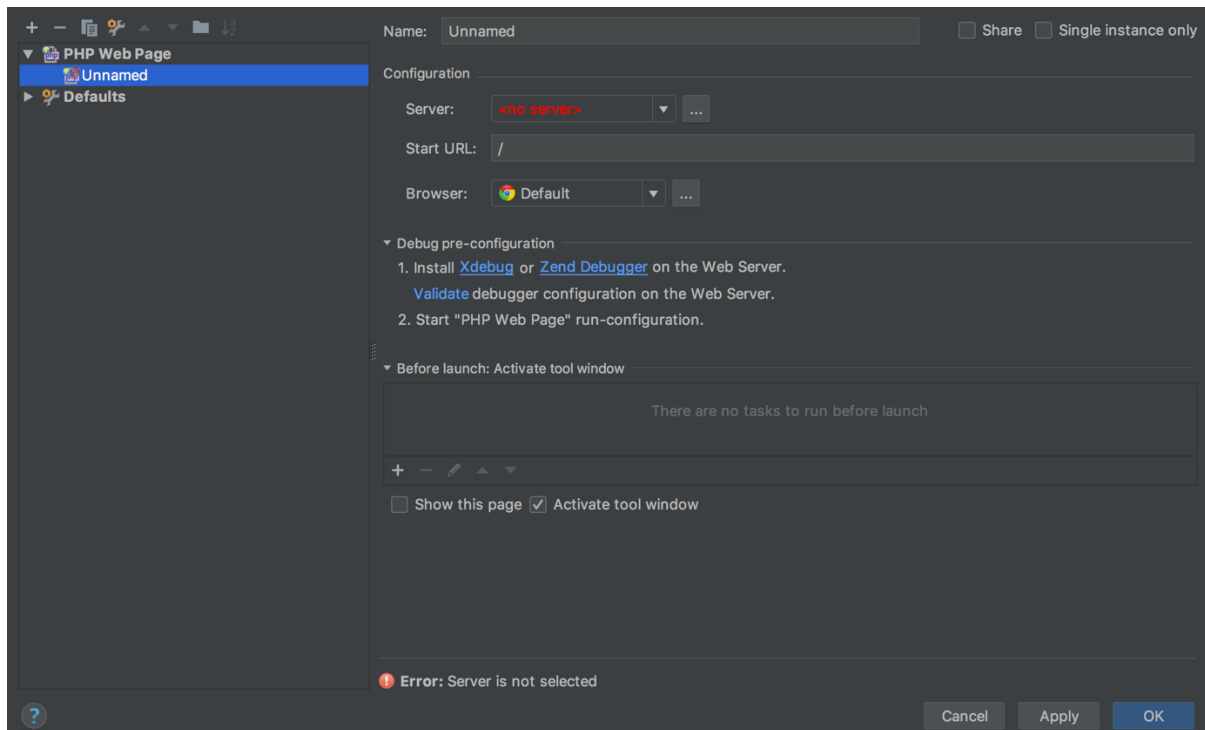 Name: Unnamed Share Single instance only
PHP Web Page
Unnamed
Defaults
Configuration
Server: <no server> ...
Start URL: /
Browser: Default ...
Debug pre-configuration
1. Install Xdebug or Zend Debugger on the Web Server.
Validate debugger configuration on the Web Server.
2. Start "PHP Web Page" run-configuration.
Before launch: Activate tool window
There are no tasks to run before launch
Show this page Activate tool window
Error: Server is not selected
? Cancel Apply OK